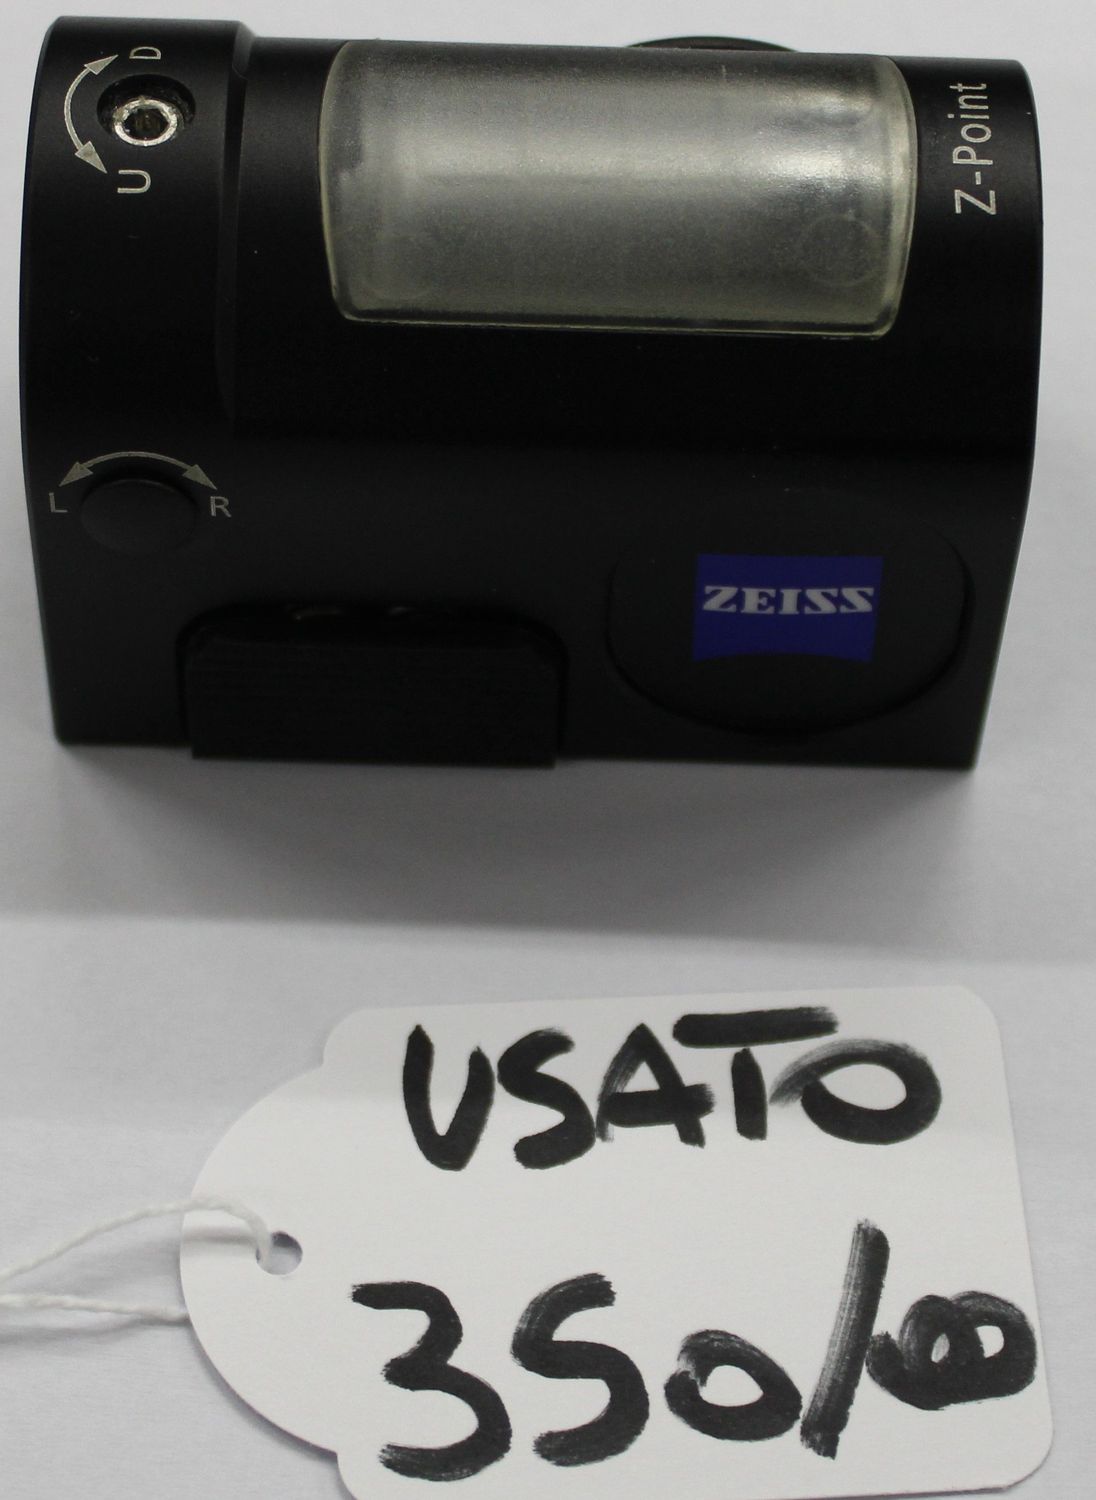 D
U
Z-Point
L
R
ZEISS
USATO
350/00